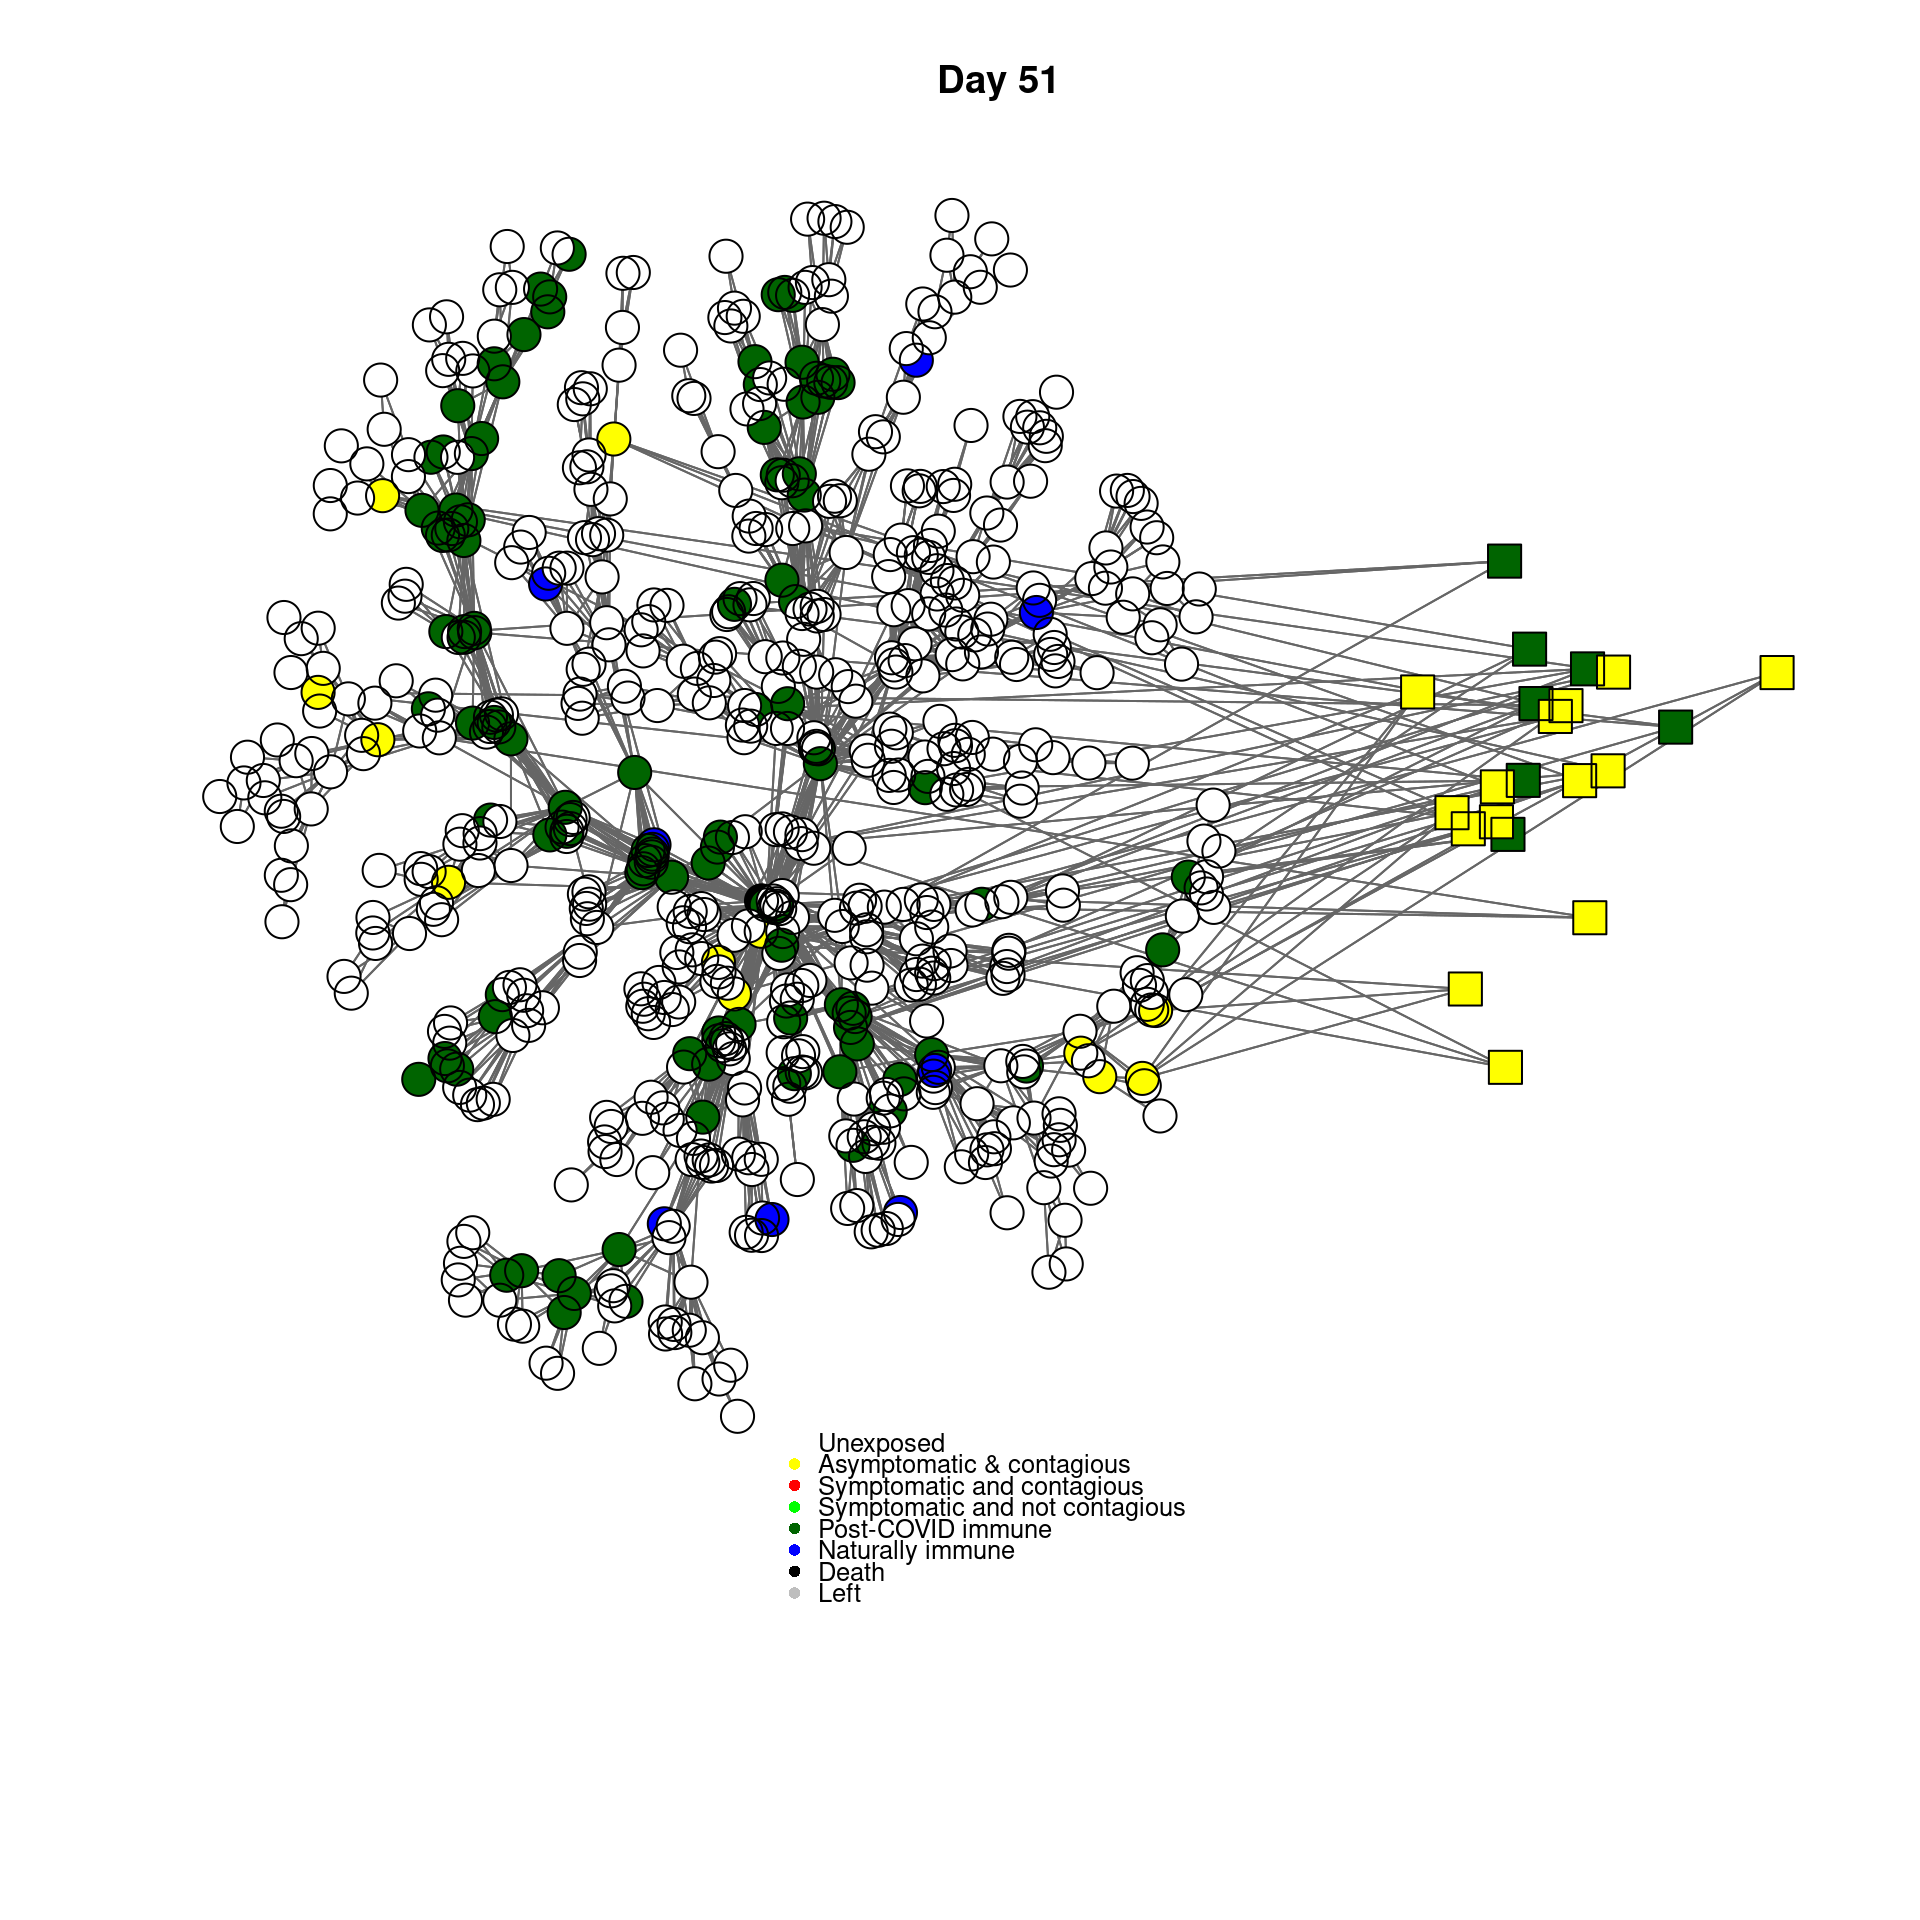 Day 51
Unexposed
Asymptomatic & contagious
Symptomatic and contagious
Symptomatic and not contagious
Post-COVID immune
Naturally immune
Death
Left